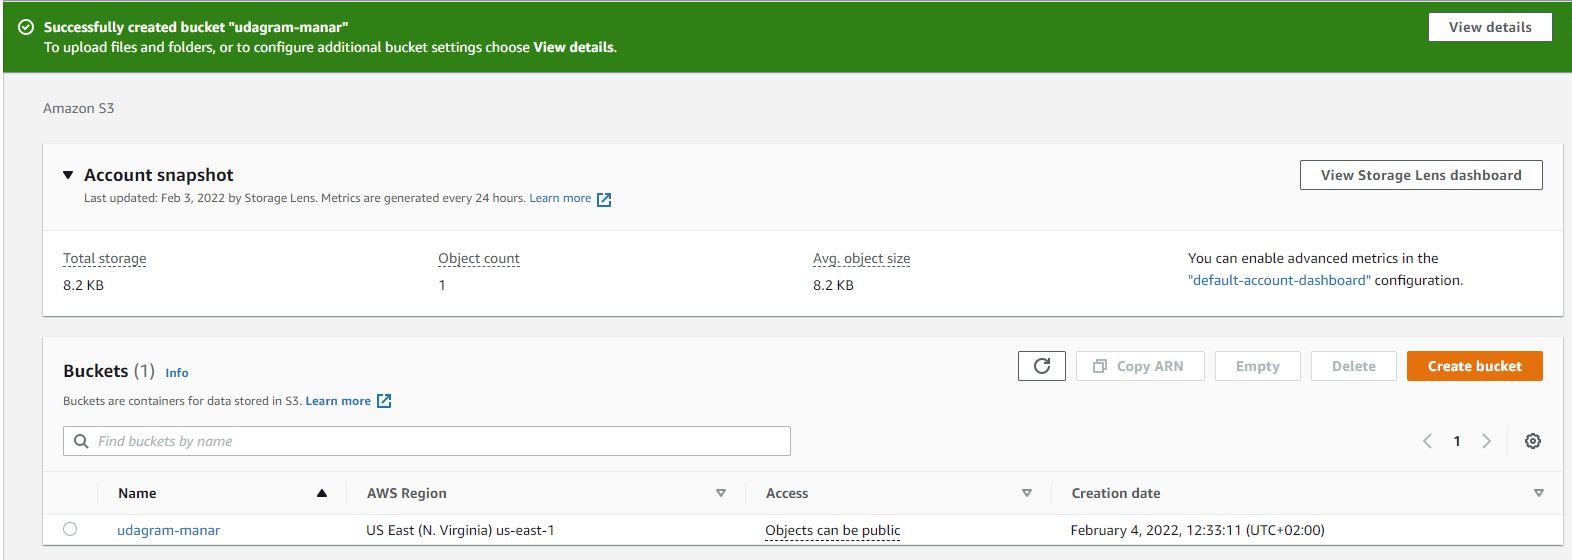 Successfully created bucket "udagram-manar"
To upload files and folders, or to configure additional bucket settings choose View details.
View details
Amazon S3
Account snapshot
Last updated: Feb 3, 2022 by Storage Lens. Metrics are generated every 24 hours. Learn more
View Storage Lens dashboard
Total storage
8.2 KB
Object count
1
Avg. object size
8.2 KB
You can enable advanced metrics in the
"default-account-dashboard" configuration.
Buckets (1) Info
Buckets are containers for data stored in S3. Learn more
Copy ARN
Empty
Delete
Create bucket
Find buckets by name
1
Name AWS Region Access Creation date
udagram-manar US East (N. Virginia) us-east-1 Objects can be public February 4, 2022, 12:33:11 (UTC+02:00)